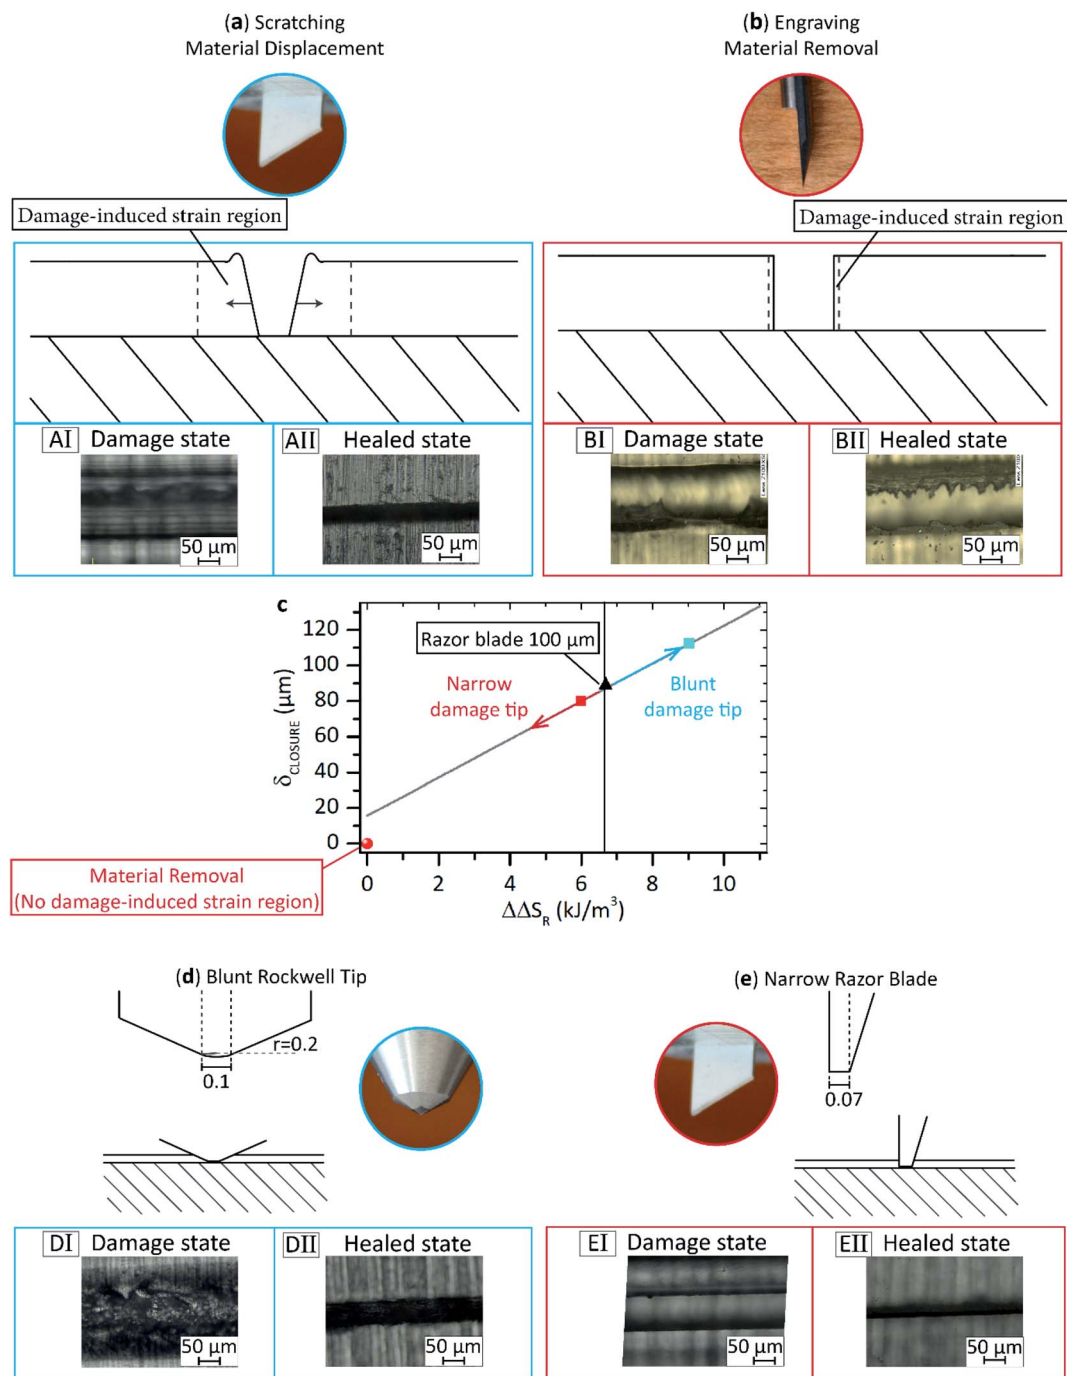 (a) Scratching
Material Displacement
(b) Engraving
Material Removal
Damage-induced strain region
Damage-induced strain region
AI Damage state
50 μm
AII Healed state
50 μm
BI Damage state
50 μm
BII Healed state
50 μm
c
120
100
80
60
40
20
0
δCLOSURE (μm)
Razor blade 100 μm
Narrow
damage tip
Blunt
damage tip
Material Removal
(No damage-induced strain region)
0 2 4 6 8 10
ΔΔSR (kJ/m³)
(d) Blunt Rockwell Tip
r=0.2
0.1
(e) Narrow Razor Blade
0.07
DI Damage state
50 μm
DII Healed state
50 μm
EI Damage state
50 μm
EII Healed state
50 μm